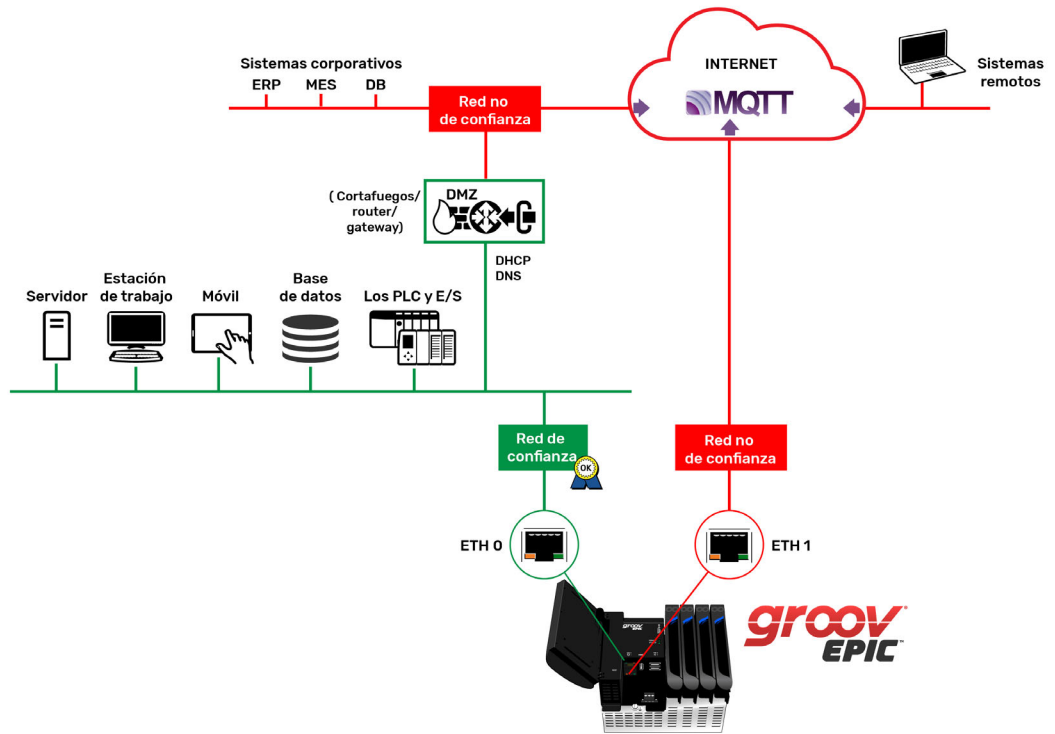 Sistemas corporativos
ERP MES DB
Red no
de confianza
INTERNET
MQTT
Sistemas
remotos
( Cortafuegos/
router/
gateway)
DMZ
DHCP
DNS
Servidor
Estación
de trabajo
Móvil
Base
de datos
Los PLC y E/S
Red de
confianza
OK
Red no
de confianza
ETH 0
ETH 1
groov
EPIC
groov®
EPIC™